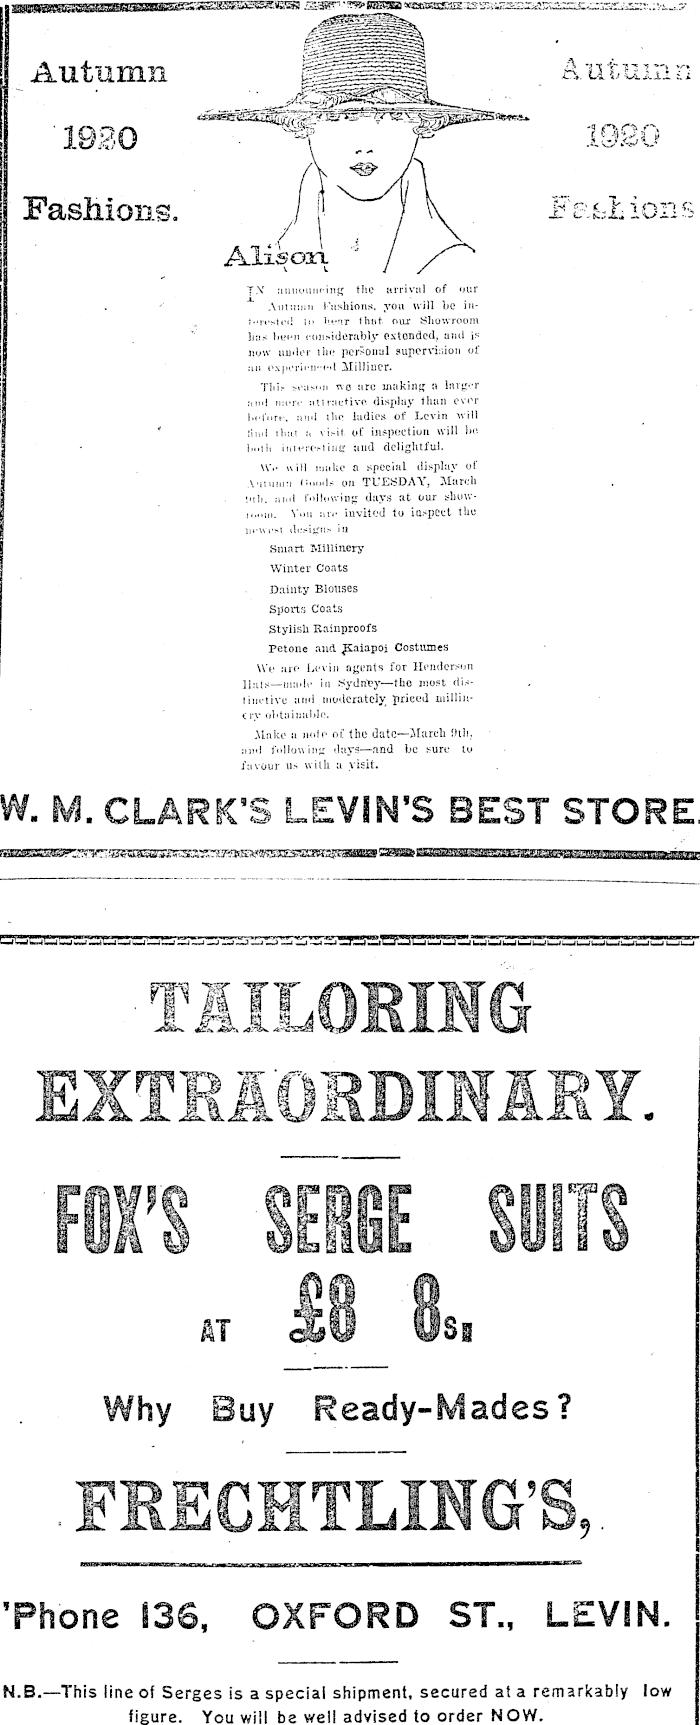 Autumn
1920
Fashions.
Autumn
1920
Fashions
Alison
IN announcing the arrival of our
Autumn Fashions, you will be in-
terested to hear that our Showroom
has been considerably extended, and is
now under the personal supervision of
an experienced Milliner.
This season we are making a larger
and more attractive display than ever
before, and the ladies of Levin will
find that a visit of inspection will be
both interesting and delightful.
We will make a special display of
Autumn Goods on TUESDAY, March
9th, and following days at our show-
room. You are invited to inspect the
newest designs in
Smart Millinery
Winter Coats
Dainty Blouses
Sports Coats
Stylish Rainproofs
Petone and Kaiapoi Costumes
We are Levin agents for Henderson
Hats—made in Sydney—the most dis-
tinctive and moderately priced millin-
ery obtainable.
Make a note of the date—March 9th,
and following days—and be sure to
favour us with a visit.
W. M. CLARK'S LEVIN'S BEST STORE.
TAILORING
EXTRAORDINARY.
FOX'S SERGE SUITS
AT £8 8s.
Why Buy Ready-Mades?
FRECHTLING'S,
'Phone 136, OXFORD ST., LEVIN.
N.B.—This line of Serges is a special shipment, secured at a remarkably low
figure. You will be well advised to order NOW.